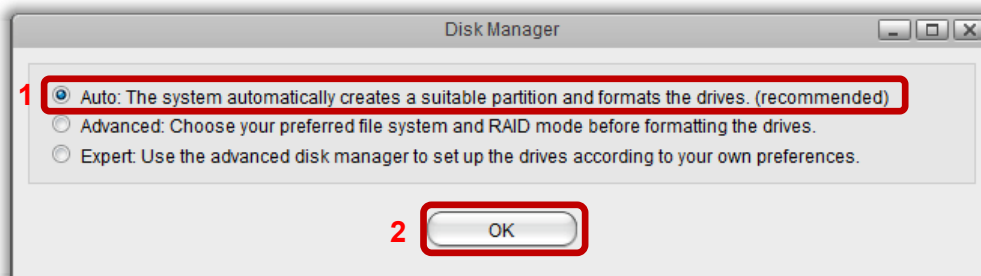 Disk Manager
1 Auto: The system automatically creates a suitable partition and formats the drives. (recommended)
Advanced: Choose your preferred file system and RAID mode before formatting the drives.
Expert: Use the advanced disk manager to set up the drives according to your own preferences.
2 OK